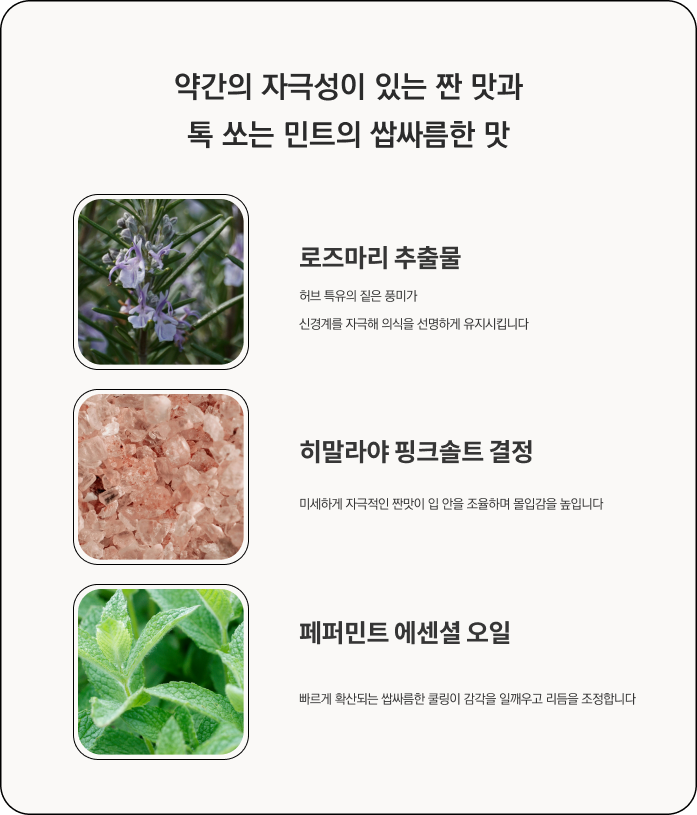 약간의 자극성이 있는 짠 맛과
톡 쏘는 민트의 쌉싸름한 맛
로즈마리 추출물
허브 특유의 짙은 풍미가
신경계를 자극해 의식을 선명하게 유지시킵니다
히말라야 핑크솔트 결정
미세하게 자극적인 짠맛이 입 안을 조율하며 몰입감을 높입니다
페퍼민트 에센셜 오일
빠르게 확산되는 쌉싸름한 쿨링이 감각을 일깨우고 리듬을 조정합니다